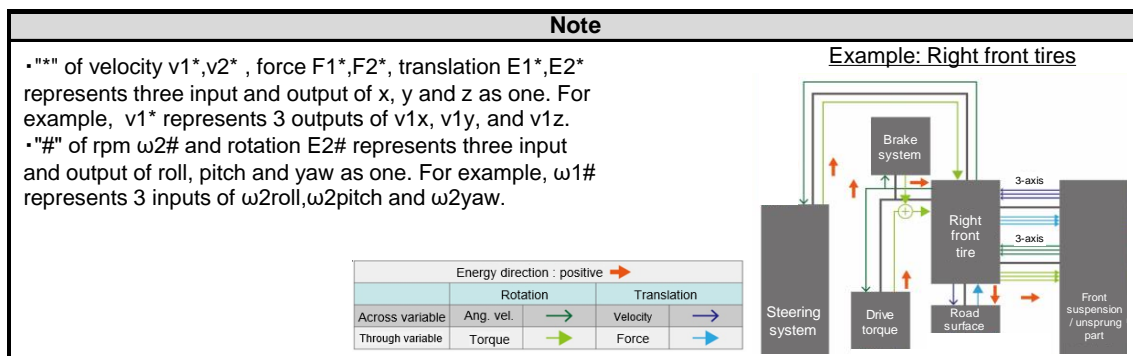 Note
・"*" of velocity v1*,v2* , force F1*,F2*, translation E1*,E2*
represents three input and output of x, y and z as one. For
example, v1* represents 3 outputs of v1x, v1y, and v1z.
・"#" of rpm ω2# and rotation E2# represents three input
and output of roll, pitch and yaw as one. For example, ω1#
represents 3 inputs of ω2roll,ω2pitch and ω2yaw.
Example: Right front tires
Brake
system
3-axis
Right
front
tire
3-axis
Steering
system
Drive
torque
Road
surface
Front
suspension
/ unsprung
part
Energy direction : positive
Rotation Translation
Across variable Ang. vel. Velocity
Through variable Torque Force